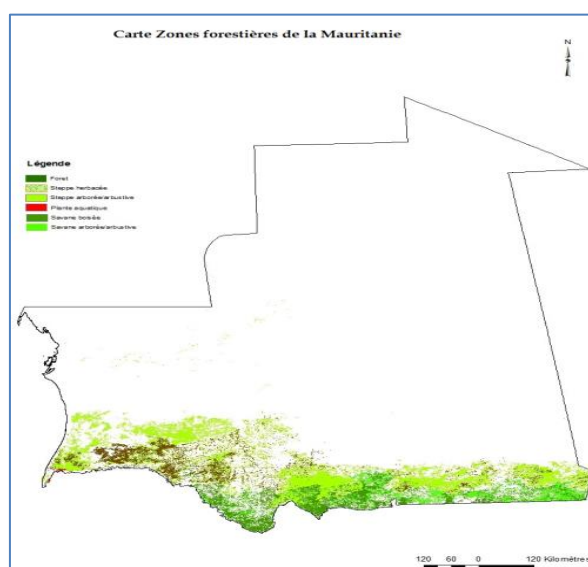 Carte Zones forestières de la Mauritanie
N
Légende
Foret
Steppe herbacée
Steppe arborée/arbustive
Plante aquatique
Savane boisée
Savane arborée/arbustive
120 60 0 120 Kilomètres